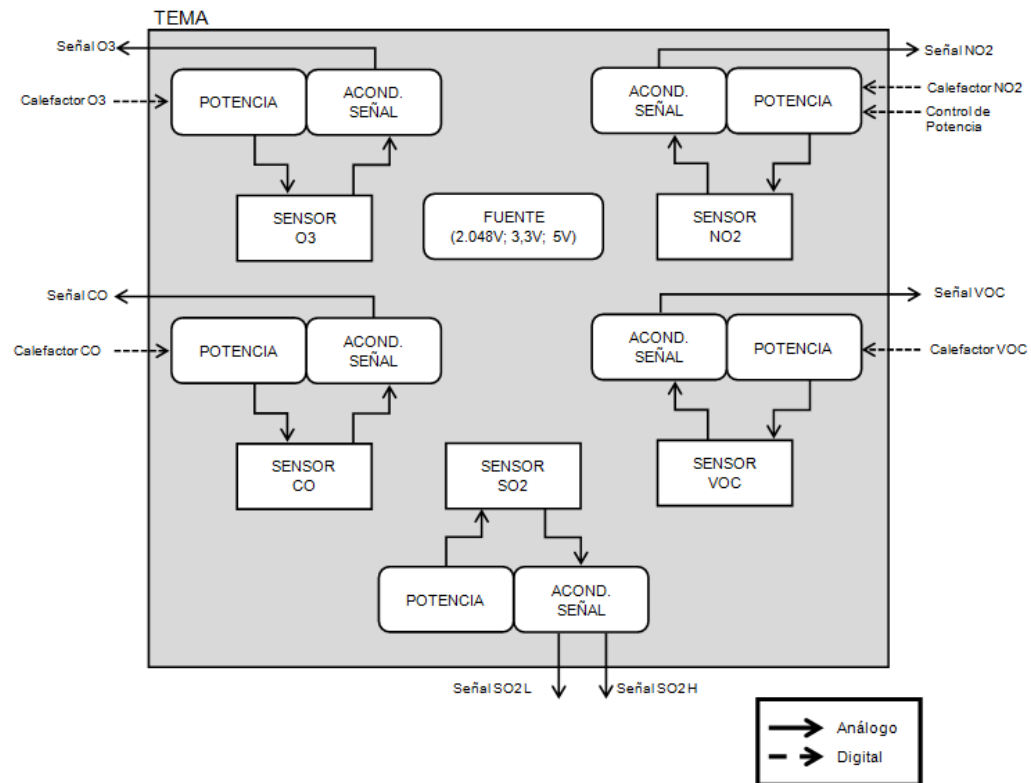 TEMA
Señal O3
Calefactor O3
POTENCIA
ACOND.
SEÑAL
SENSOR
O3
Señal NO2
Calefactor NO2
Control de
Potencia
ACOND.
SEÑAL
POTENCIA
SENSOR
NO2
FUENTE
(2.048V; 3,3V; 5V)
Señal CO
Calefactor CO
POTENCIA
ACOND.
SEÑAL
SENSOR
CO
Señal VOC
Calefactor VOC
ACOND.
SEÑAL
POTENCIA
SENSOR
VOC
SENSOR
SO2
POTENCIA
ACOND.
SEÑAL
Señal SO2L
Señal SO2H
Análogo
Digital